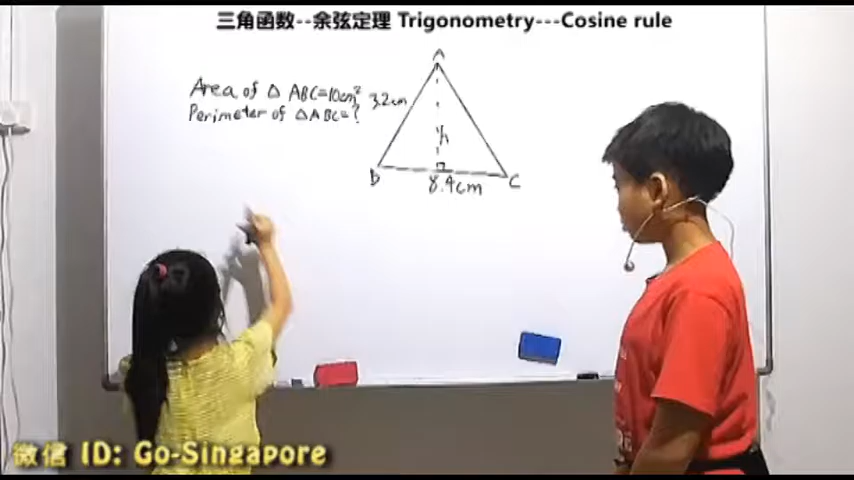 三角函数--余弦定理 Trigonometry---Cosine rule
A
Area of △ ABC=10cm² 3.2cm
Perimeter of △ABC=?
h
B
8.4cm
C
微信 ID: Go-Singapore